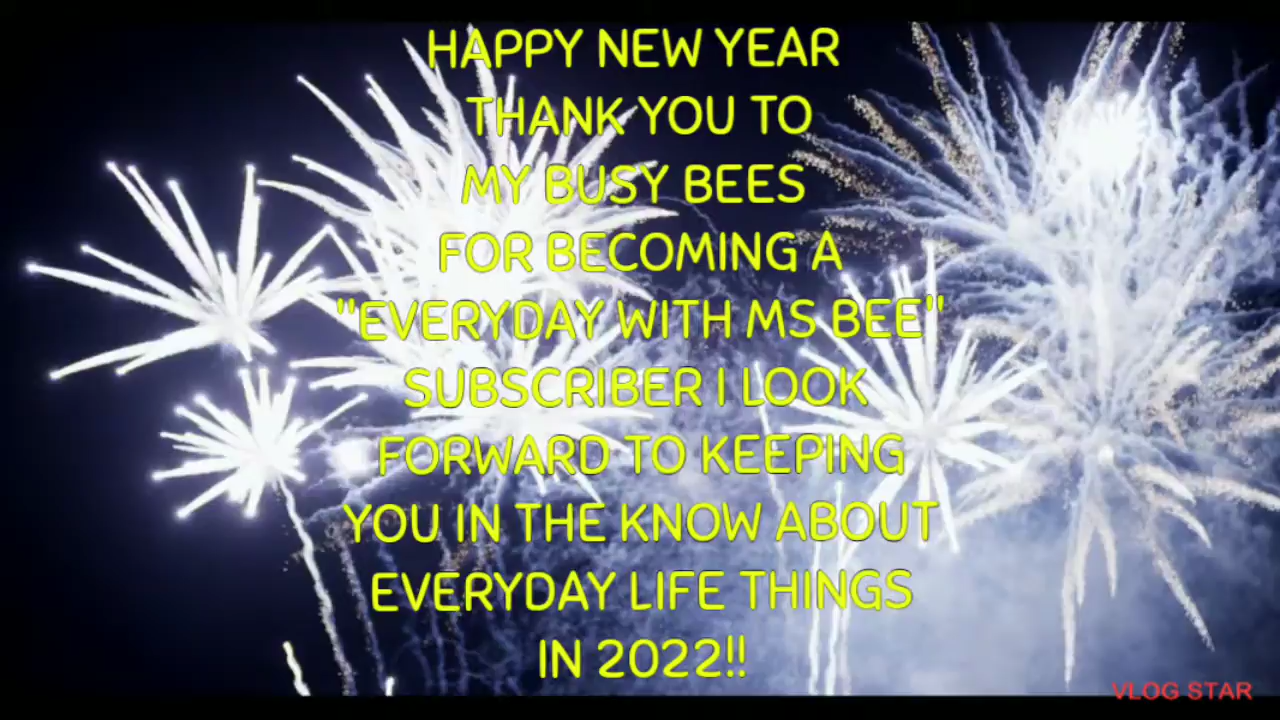 HAPPY NEW YEAR
THANK YOU TO
MY BUSY BEES
FOR BECOMING A
"EVERYDAY WITH MS BEE"
SUBSCRIBER I LOOK
FORWARD TO KEEPING
YOU IN THE KNOW ABOUT
EVERYDAY LIFE THINGS
IN 2022!!
VLOG STAR